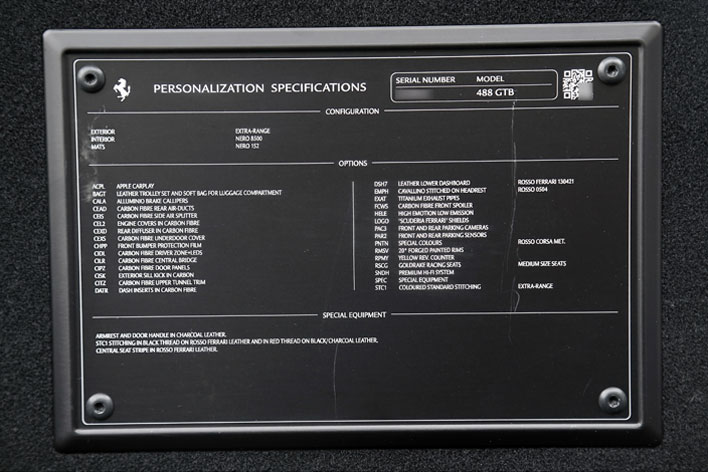 PERSONALIZATION SPECIFICATIONS
SERIAL NUMBER MODEL
488 GTB
CONFIGURATION
EXTERIOR EXTRA-RANGE
INTERIOR NERO 8500
MATS NERO 152
OPTIONS
ACPL APPLE CARPLAY
BAGT LEATHER TROLLEY SET AND SOFT BAG FOR LUGGAGE COMPARTMENT
CALA ALLUMINIO BRAKE CALLIPERS
CEAD CARBON FIBRE REAR AIR-DUCTS
CEIS CARBON FIBRE SIDE AIR SPLITTER
CEL2 ENGINE COVERS IN CARBON FIBRE
CEXD REAR DIFFUSER IN CARBON FIBRE
CEXS CARBON FIBRE UNDERDOOR COVER
CHPP FRONT BUMPER PROTECTION FILM
CIDL CARBON FIBRE DRIVER ZONE+LEDS
CILR CARBON FIBRE CENTRAL BRIDGE
CIPZ CARBON FIBRE DOOR PANELS
CISK EXTERIOR SILL KICK IN CARBON
CITZ CARBON FIBRE UPPER TUNNEL TRIM
DATR DASH INSERTS IN CARBON FIBRE
DSH7 LEATHER LOWER DASHBOARD ROSSO FERRARI 130421
EMPH CAVALLINO STITCHED ON HEADREST ROSSO 0504
EXAT TITANIUM EXHAUST PIPES
FCWS CARBON FIBRE FRONT SPOILER
HELE HIGH EMOTION LOW EMISSION
LOGO "SCUDERIA FERRARI" SHIELDS
PAC3 FRONT AND REAR PARKING CAMERAS
PAR2 FRONT AND REAR PARKING SENSORS
PNTN SPECIAL COLOURS ROSSO CORSA MET.
RMSV 20" FORGED PAINTED RIMS
RPMY YELLOW REV. COUNTER
RSCG GOLDRAKE RACING SEATS MEDIUM SIZE SEATS
SNDH PREMIUM HI-FI SYSTEM
SPEC SPECIAL EQUIPMENT
STC1 COLOURED STANDARD STITCHING EXTRA-RANGE
SPECIAL EQUIPMENT
ARMREST AND DOOR HANDLE IN CHARCOAL LEATHER.
STC1 STITCHING IN BLACK THREAD ON ROSSO FERRARI LEATHER AND IN RED THREAD ON BLACK/CHARCOAL LEATHER.
CENTRAL SEAT STRIPE IN ROSSO FERRARI LEATHER.